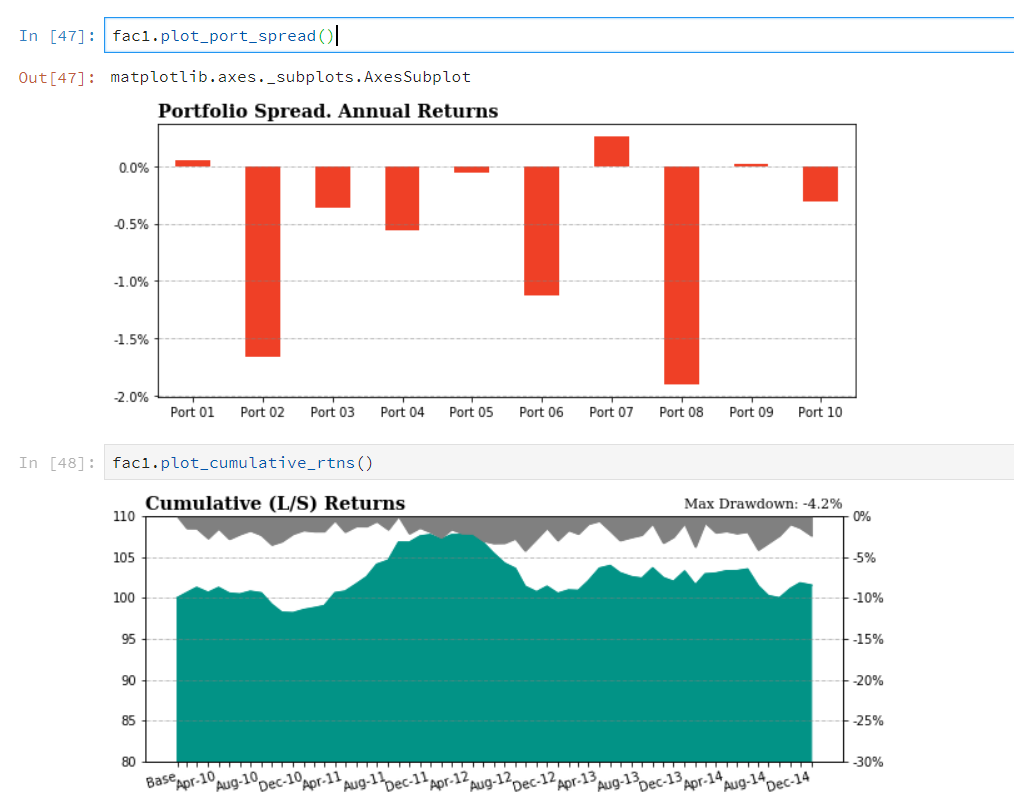 In [47]: fac1.plot_port_spread()
Out[47]: matplotlib.axes._subplots.AxesSubplot
Portfolio Spread. Annual Returns
0.0%
-0.5%
-1.0%
-1.5%
-2.0%
Port 01 Port 02 Port 03 Port 04 Port 05 Port 06 Port 07 Port 08 Port 09 Port 10
In [48]: fac1.plot_cumulative_rtns()
Cumulative (L/S) Returns Max Drawdown: -4.2%
110 0%
105 -5%
100 -10%
95 -15%
90 -20%
85 -25%
80 -30%
Base Apr-10 Aug-10 Dec-10 Apr-11 Aug-11 Dec-11 Apr-12 Aug-12 Dec-12 Apr-13 Aug-13 Dec-13 Apr-14 Aug-14 Dec-14